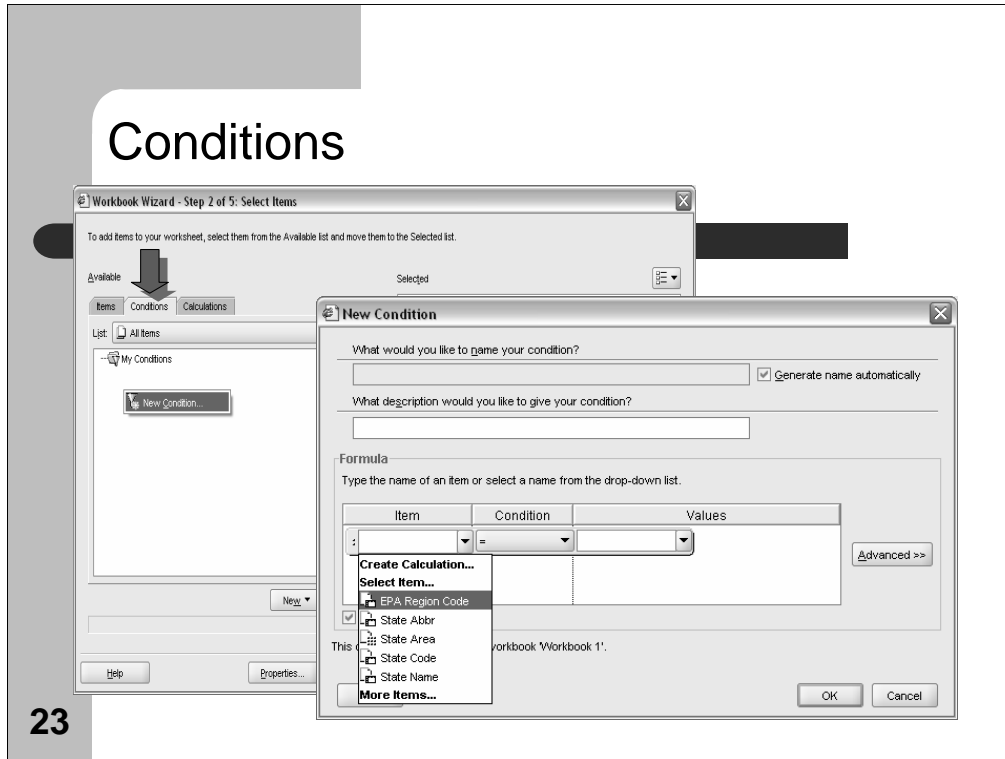 Conditions
Workbook Wizard - Step 2 of 5: Select Items
To add items to your worksheet, select them from the Available list and move them to the Selected list.
Available
Selected
Items Conditions Calculations
List: All Items
My Conditions
New Condition...
New
Help
Properties...
New Condition
What would you like to name your condition?
Generate name automatically
What description would you like to give your condition?
Formula
Type the name of an item or select a name from the drop-down list.
Item Condition Values
=
Advanced >>
Create Calculation...
Select Item...
EPA Region Code
State Abbr
State Area
State Code
State Name
More Items...
This
workbook 'Workbook 1'.
OK Cancel
23